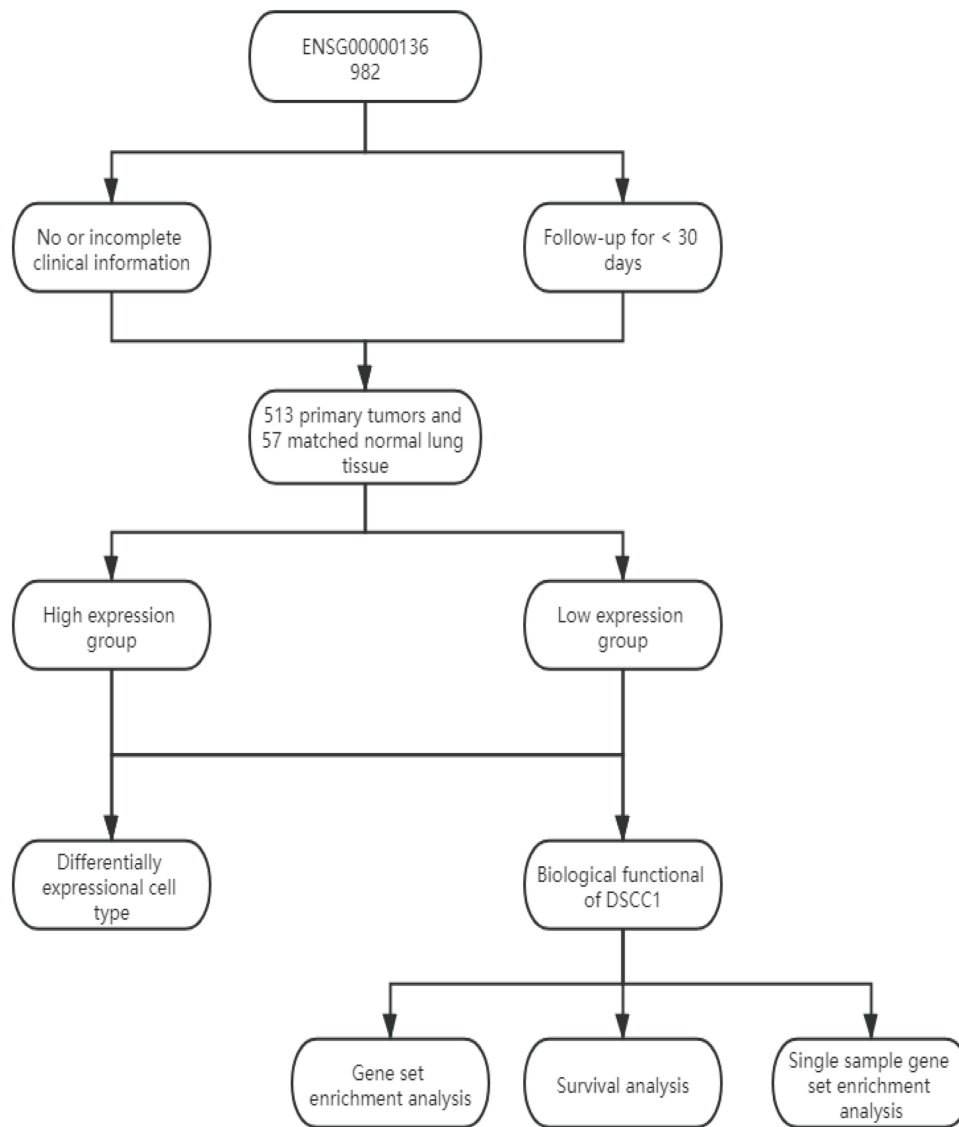 ENSG00000136
982
No or incomplete
clinical information
Follow-up for < 30
days
513 primary tumors and
57 matched normal lung
tissue
High expression
group
Low expression
group
Differentially
expressional cell
type
Biological functional
of DSCC1
Gene set
enrichment analysis
Survival analysis
Single sample gene
set enrichment
analysis